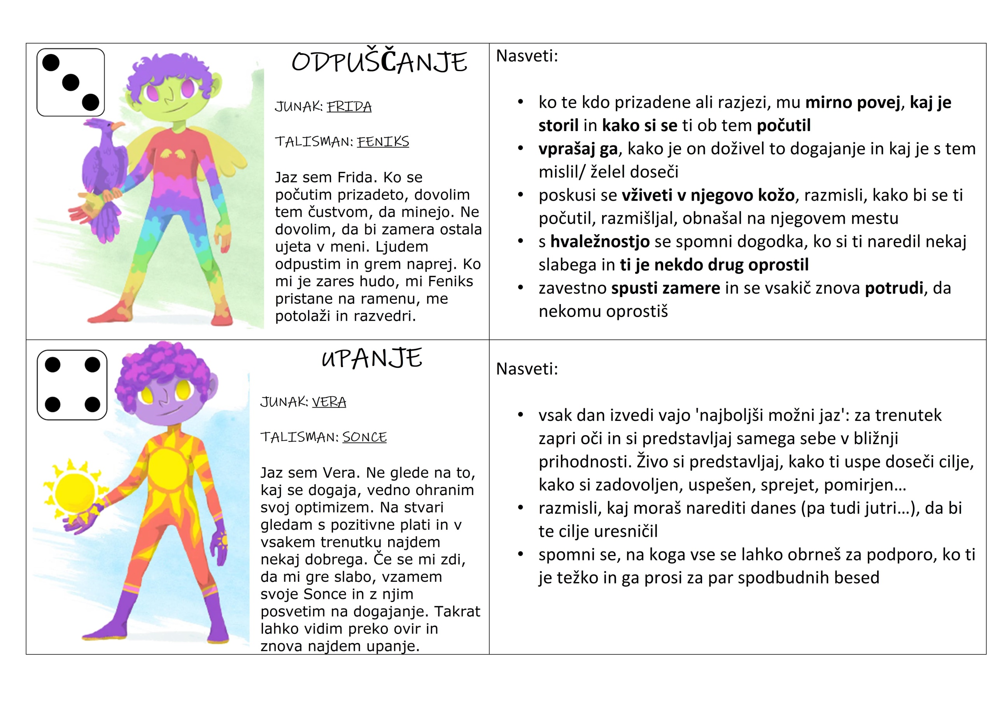 ODPUŠČANJE
JUNAK: FRIDA
TALISMAN: FENIKS
Jaz sem Frida. Ko se
počutim prizadeto, dovolim
tem čustvom, da minejo. Ne
dovolim, da bi zamera ostala
ujeta v meni. Ljudem
odpustim in grem naprej. Ko
mi je zares hudo, mi Feniks
pristane na ramenu, me
potolaži in razvedri.
Nasveti:
• ko te kdo prizadene ali razjezi, mu mirno povej, kaj je
storil in kako si se ti ob tem počutil
• vprašaj ga, kako je on doživel to dogajanje in kaj je s tem
mislil/ želel doseči
• poskusi se vživeti v njegovo kožo, razmisli, kako bi se ti
počutil, razmišljal, obnašal na njegovem mestu
• s hvaležnostjo se spomni dogodka, ko si ti naredil nekaj
slabega in ti je nekdo drug oprostil
• zavestno spusti zamere in se vsakič znova potrudi, da
nekomu oprostiš
UPANJE
JUNAK: VERA
TALISMAN: SONCE
Jaz sem Vera. Ne glede na to,
kaj se dogaja, vedno ohranim
svoj optimizem. Na stvari
gledam s pozitivne plati in v
vsakem trenutku najdem
nekaj dobrega. Če se mi zdi,
da mi gre slabo, vzamem
svoje Sonce in z njim
posvetim na dogajanje. Takrat
lahko vidim preko ovir in
znova najdem upanje.
Nasveti:
• vsak dan izvedi vajo 'najboljši možni jaz': za trenutek
zapri oči in si predstavljaj samega sebe v bližnji
prihodnosti. Živo si predstavljaj, kako ti uspe doseči cilje,
kako si zadovoljen, uspešen, sprejet, pomirjen…
• razmisli, kaj moraš narediti danes (pa tudi jutri…), da bi
te cilje uresničil
• spomni se, na koga vse se lahko obrneš za podporo, ko ti
je težko in ga prosi za par spodbudnih besed